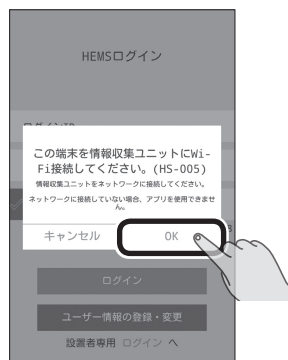 HEMSログイン
この端末を情報収集ユニットにWi-
Fi接続してください。(HS-005)
情報収集ユニットをネットワークに接続してください。
ネットワークに接続していない場合、アプリを使用できませ
ん。
キャンセル OK
ログイン
ユーザー情報の登録・変更
設置者専用 ログイン へ